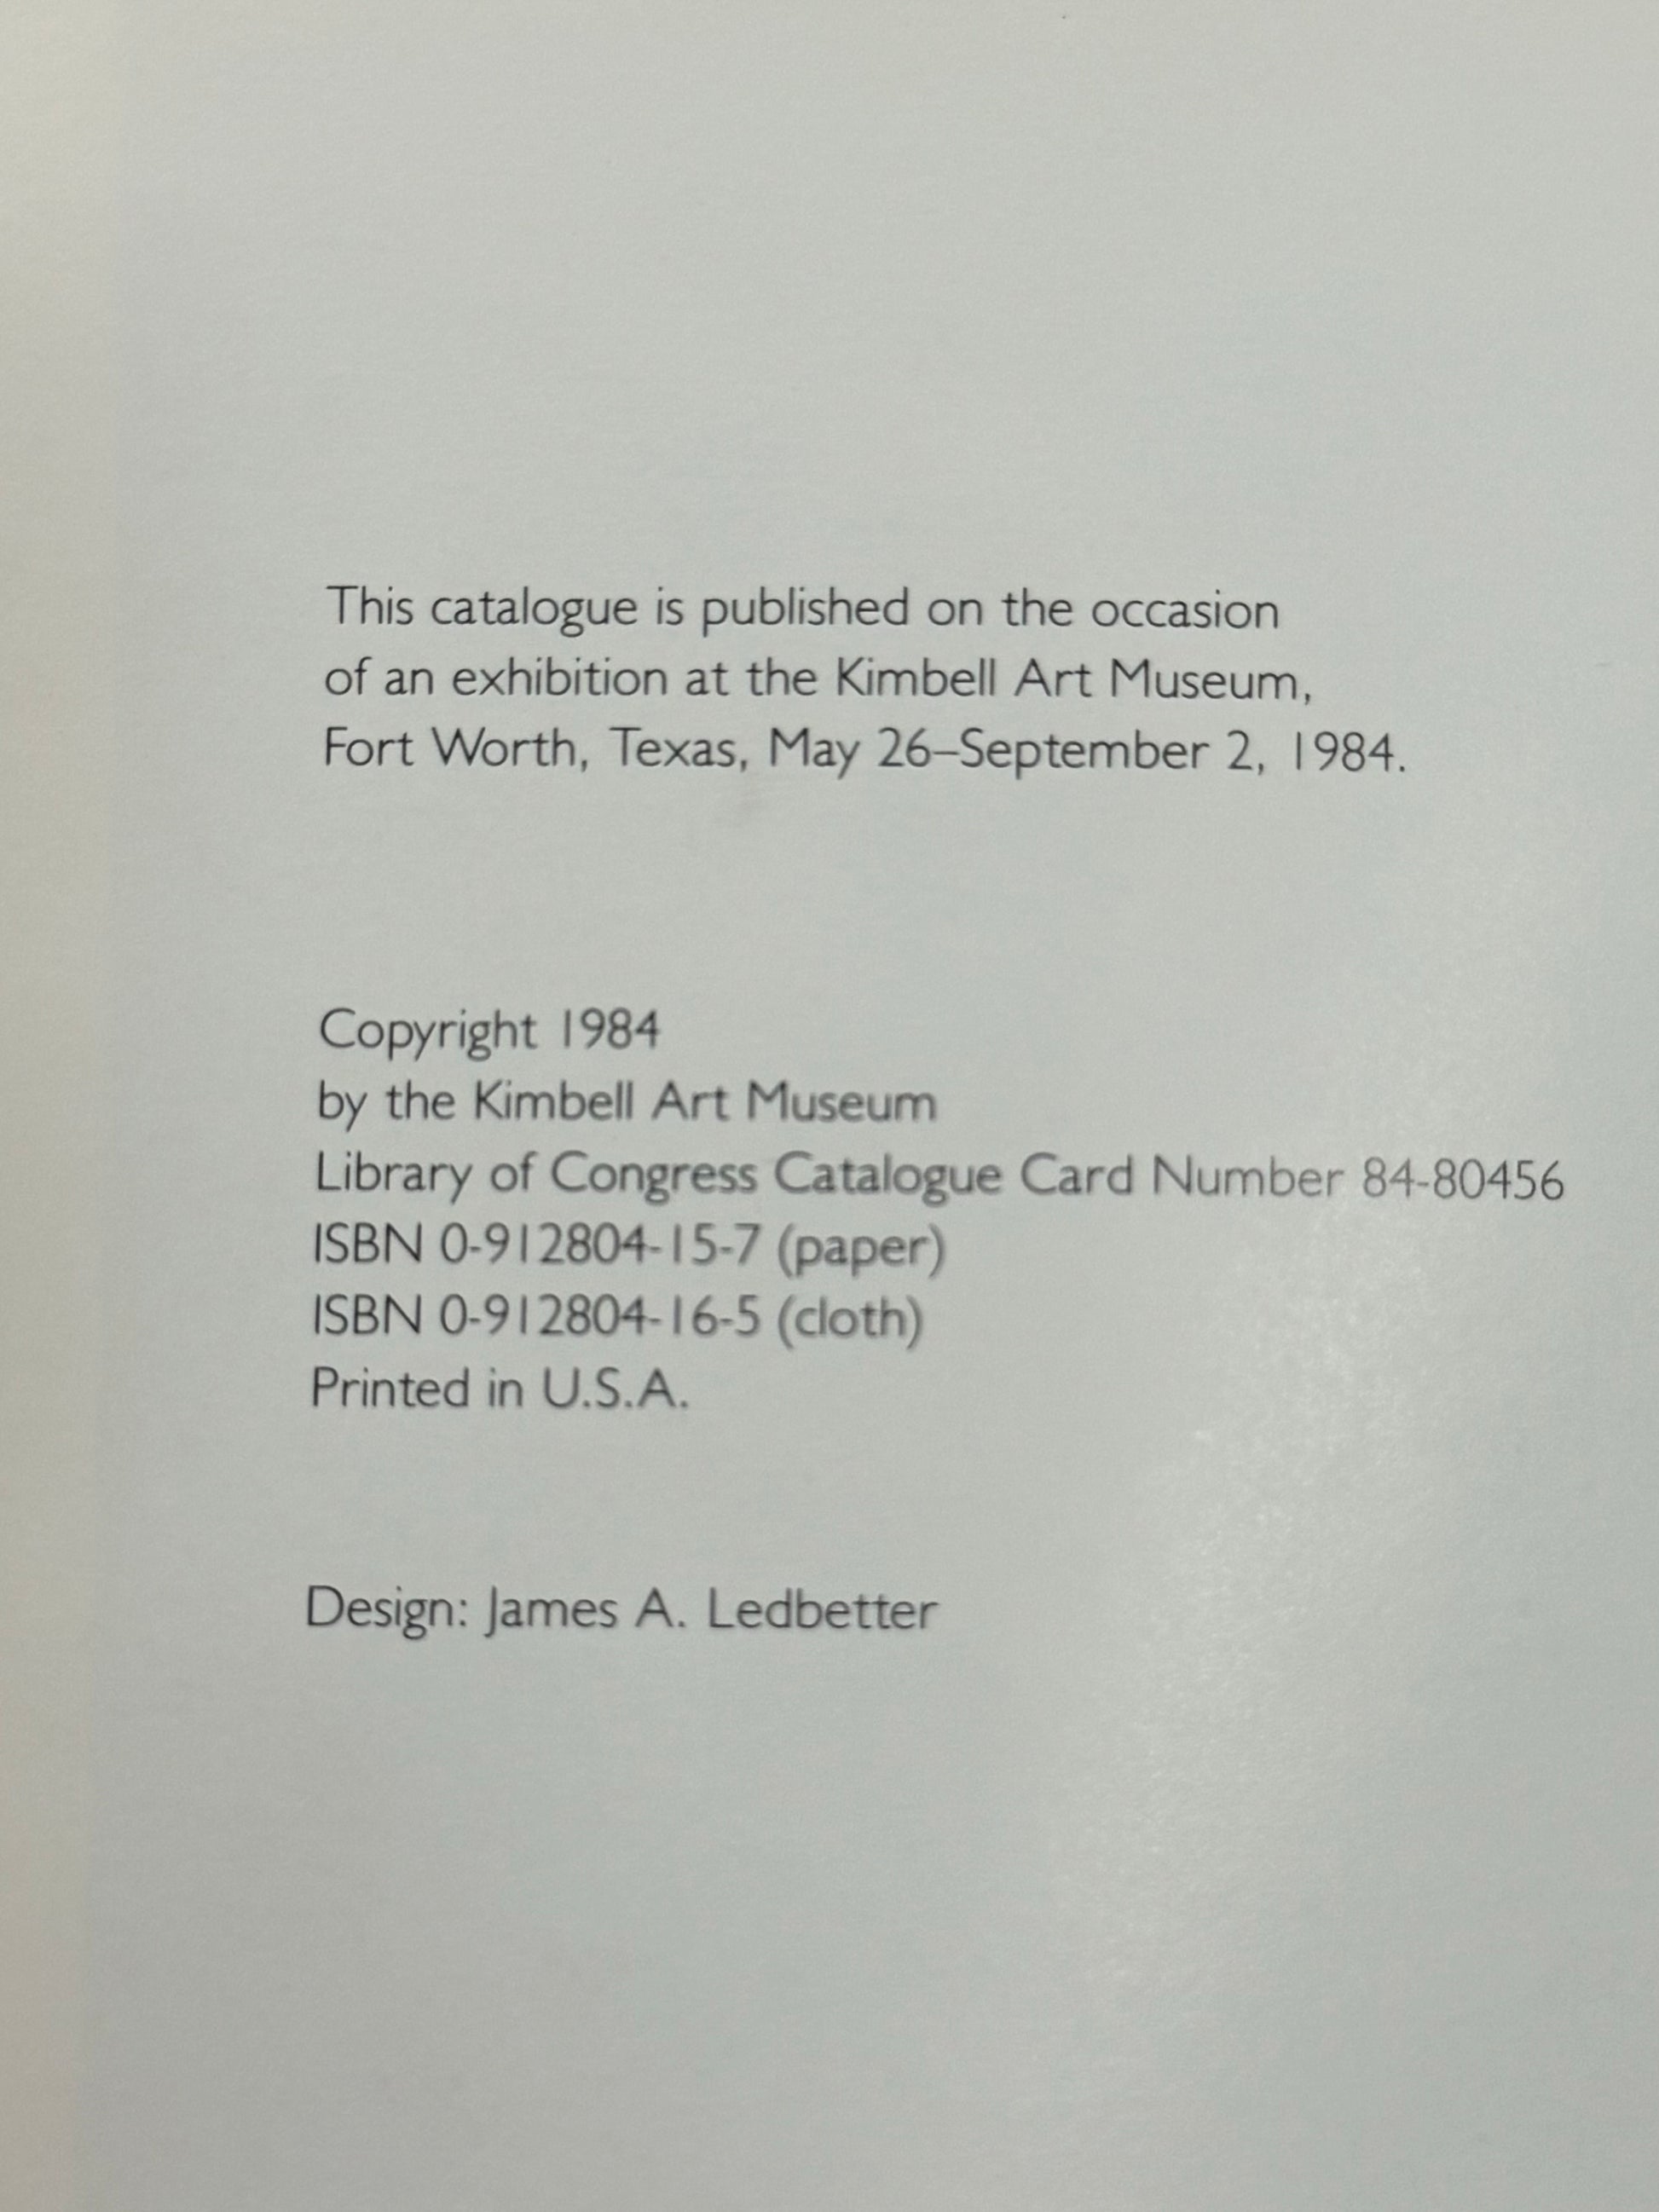 This catalogue is published on the occasion
of an exhibition at the Kimbell Art Museum,
Fort Worth, Texas, May 26–September 2, 1984.
Copyright 1984
by the Kimbell Art Museum
Library of Congress Catalogue Card Number 84-80456
ISBN 0-912804-15-7 (paper)
ISBN 0-912804-16-5 (cloth)
Printed in U.S.A.
Design: James A. Ledbetter